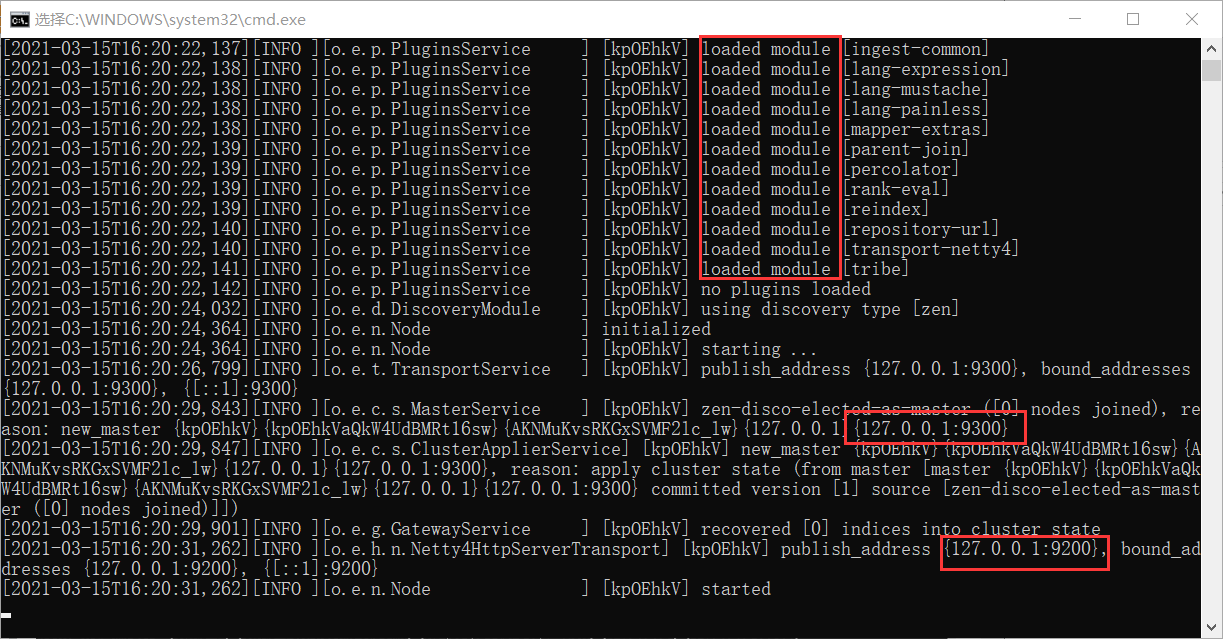 选择C:\WINDOWS\system32\cmd.exe
[2021-03-15T16:20:22,137][INFO ][o.e.p.PluginsService     ] [kpOEhkV] loaded module [ingest-common]
[2021-03-15T16:20:22,138][INFO ][o.e.p.PluginsService     ] [kpOEhkV] loaded module [lang-expression]
[2021-03-15T16:20:22,138][INFO ][o.e.p.PluginsService     ] [kpOEhkV] loaded module [lang-mustache]
[2021-03-15T16:20:22,138][INFO ][o.e.p.PluginsService     ] [kpOEhkV] loaded module [lang-painless]
[2021-03-15T16:20:22,138][INFO ][o.e.p.PluginsService     ] [kpOEhkV] loaded module [mapper-extras]
[2021-03-15T16:20:22,139][INFO ][o.e.p.PluginsService     ] [kpOEhkV] loaded module [parent-join]
[2021-03-15T16:20:22,139][INFO ][o.e.p.PluginsService     ] [kpOEhkV] loaded module [percolator]
[2021-03-15T16:20:22,139][INFO ][o.e.p.PluginsService     ] [kpOEhkV] loaded module [rank-eval]
[2021-03-15T16:20:22,139][INFO ][o.e.p.PluginsService     ] [kpOEhkV] loaded module [reindex]
[2021-03-15T16:20:22,140][INFO ][o.e.p.PluginsService     ] [kpOEhkV] loaded module [repository-url]
[2021-03-15T16:20:22,140][INFO ][o.e.p.PluginsService     ] [kpOEhkV] loaded module [transport-netty4]
[2021-03-15T16:20:22,141][INFO ][o.e.p.PluginsService     ] [kpOEhkV] loaded module [tribe]
[2021-03-15T16:20:22,142][INFO ][o.e.p.PluginsService     ] [kpOEhkV] no plugins loaded
[2021-03-15T16:20:24,032][INFO ][o.e.d.DiscoveryModule    ] [kpOEhkV] using discovery type [zen]
[2021-03-15T16:20:24,364][INFO ][o.e.n.Node               ] initialized
[2021-03-15T16:20:24,364][INFO ][o.e.n.Node               ] [kpOEhkV] starting ...
[2021-03-15T16:20:26,799][INFO ][o.e.t.TransportService   ] [kpOEhkV] publish_address {127.0.0.1:9300}, bound_addresses
{127.0.0.1:9300}, {[::1]:9300}
[2021-03-15T16:20:29,843][INFO ][o.e.c.s.MasterService    ] [kpOEhkV] zen-disco-elected-as-master ([0] nodes joined), re
ason: new_master {kpOEhkV}{kpOEhkVaQkW4UdBMRtl6sw}{AKNMuKvsRKGxSVMF2lc_lw}{127.0.0.1}{127.0.0.1:9300}
[2021-03-15T16:20:29,847][INFO ][o.e.c.s.ClusterApplierService] [kpOEhkV] new_master {kpOEhkV}{kpOEhkVaQkW4UdBMRtl6sw}{A
KNMuKvsRKGxSVMF2lc_lw}{127.0.0.1}{127.0.0.1:9300}, reason: apply cluster state (from master [master {kpOEhkV}{kpOEhkVaQk
W4UdBMRtl6sw}{AKNMuKvsRKGxSVMF2lc_lw}{127.0.0.1}{127.0.0.1:9300} committed version [1] source [zen-disco-elected-as-mast
er ([0] nodes joined)]])
[2021-03-15T16:20:29,901][INFO ][o.e.g.GatewayService     ] [kpOEhkV] recovered [0] indices into cluster_state
[2021-03-15T16:20:31,262][INFO ][o.e.h.n.Netty4HttpServerTransport] [kpOEhkV] publish_address {127.0.0.1:9200}, bound_ad
dresses {127.0.0.1:9200}, {[::1]:9200}
[2021-03-15T16:20:31,262][INFO ][o.e.n.Node               ] [kpOEhkV] started